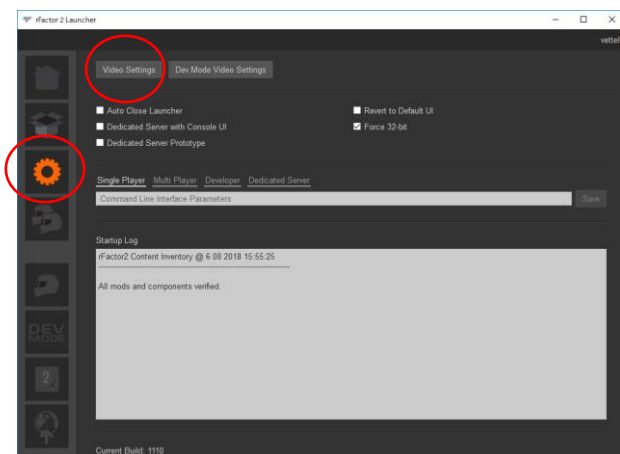 rFactor 2 Launcher
vettel
Video Settings Dev Mode Video Settings
Auto Close Launcher Revert to Default UI
Dedicated Server with Console UI Force 32-bit
Dedicated Server Prototype
Single Player Multi Player Developer Dedicated Server
Command Line Interface Parameters Save
Startup Log
rFactor2 Content Inventory @ 6 08 2018 15:55:25
--------------------------------------------------------------
All mods and components verified.
DEV
MODE
2
Current Build: 1110